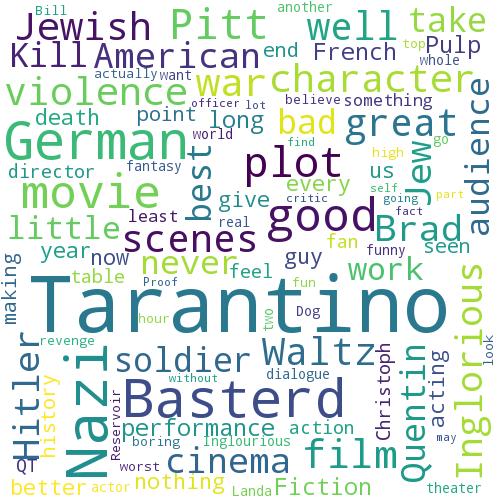 Bill
Jewish Pitt well take
Kill American end French Pulp
top whole
actually want
violence war character
officer lot believe something
death point long bad great
German world
director fantasy best plot find high us go Jew audience
movie every self critic going fact part
little least give good Brad
scenes real fan funny seen
year now never guy work
making table feel
Tarantino
Proof fun Dog
hour two
revenge
Hitler Nazi soldier Waltz Christoph Quentin acting Inglorious look
without dialogue
history Reservoir Basterd may
performance action
QT boring Inglourious film
worst cinema
better actor nothing Landa Fiction theater
another